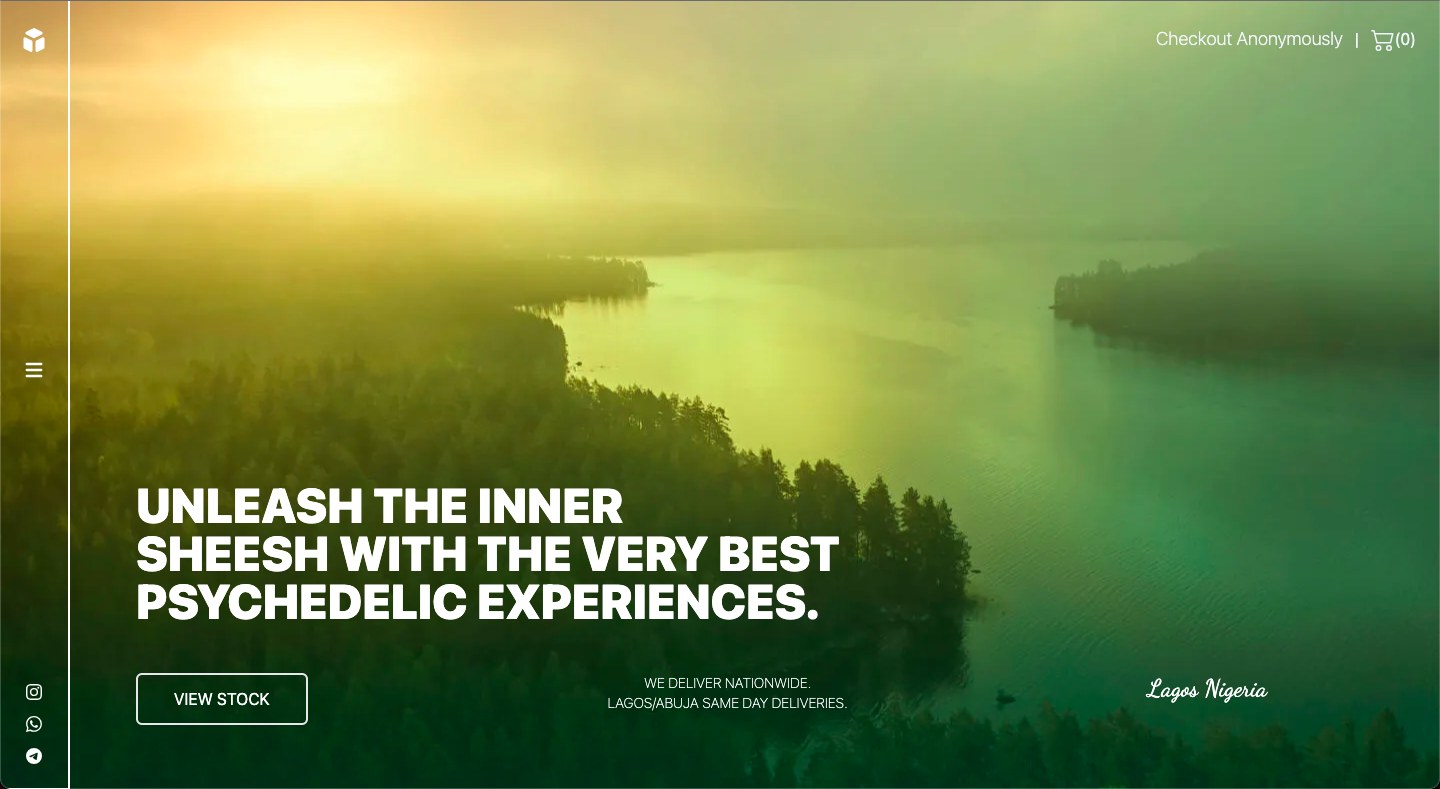 Checkout Anonymously | (0)
UNLEASH THE INNER
SHEESH WITH THE VERY BEST
PSYCHEDELIC EXPERIENCES.
VIEW STOCK
WE DELIVER NATIONWIDE.
LAGOS/ABUJA SAME DAY DELIVERIES.
Lagos Nigeria